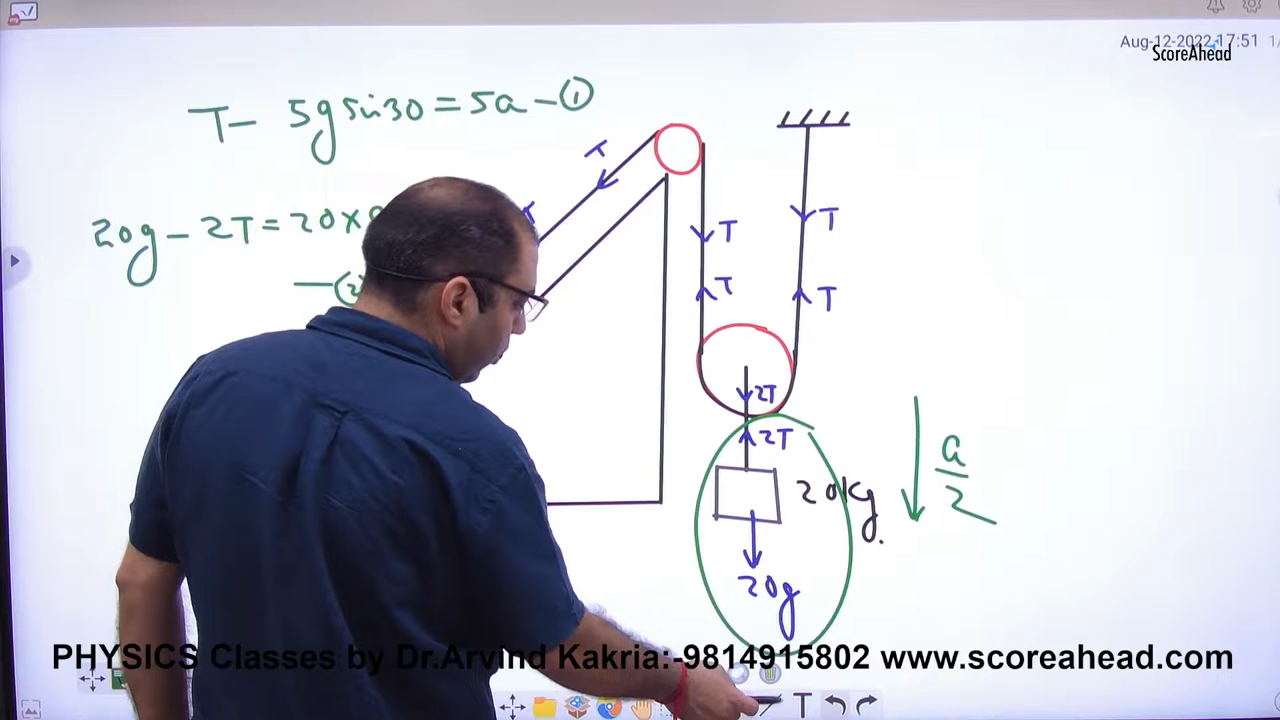 Aug-12-2022 17:51
ScoreAhead
T - 5g sin30 = 5a - ①
20g - 2T = 20 ×
- ②
T
T
T
T
T
T
2T
2T
20kg.
20g
a/2
PHYSICS Classes by Dr.Arvind Kakria:-9814915802 www.scoreahead.com
T